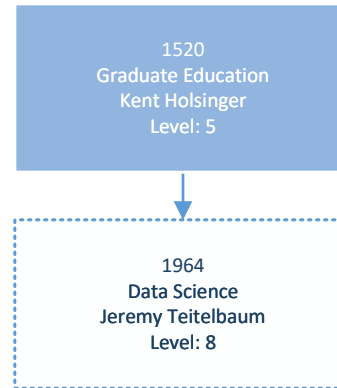 1520
Graduate Education
Kent Holsinger
Level: 5
1964
Data Science
Jeremy Teitelbaum
Level: 8